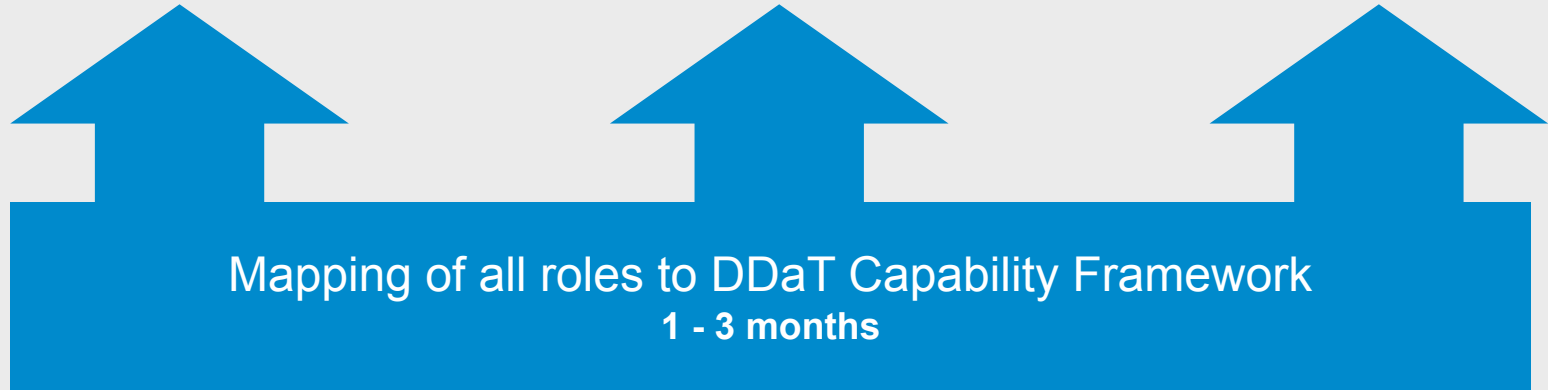 Mapping of all roles to DDaT Capability Framework
1 - 3 months